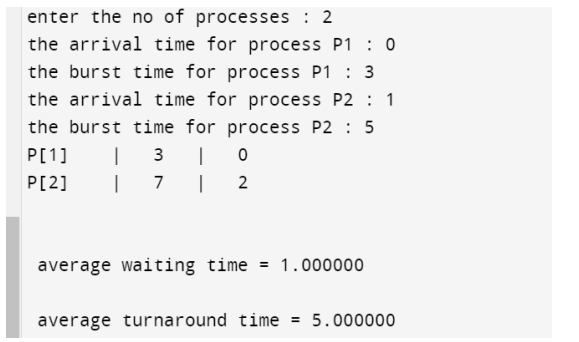 enter the no of processes : 2
the arrival time for process P1 : 0
the burst time for process P1 : 3
the arrival time for process P2 : 1
the burst time for process P2 : 5
P[1] | 3 | 0
P[2] | 7 | 2
average waiting time = 1.000000
average turnaround time = 5.000000